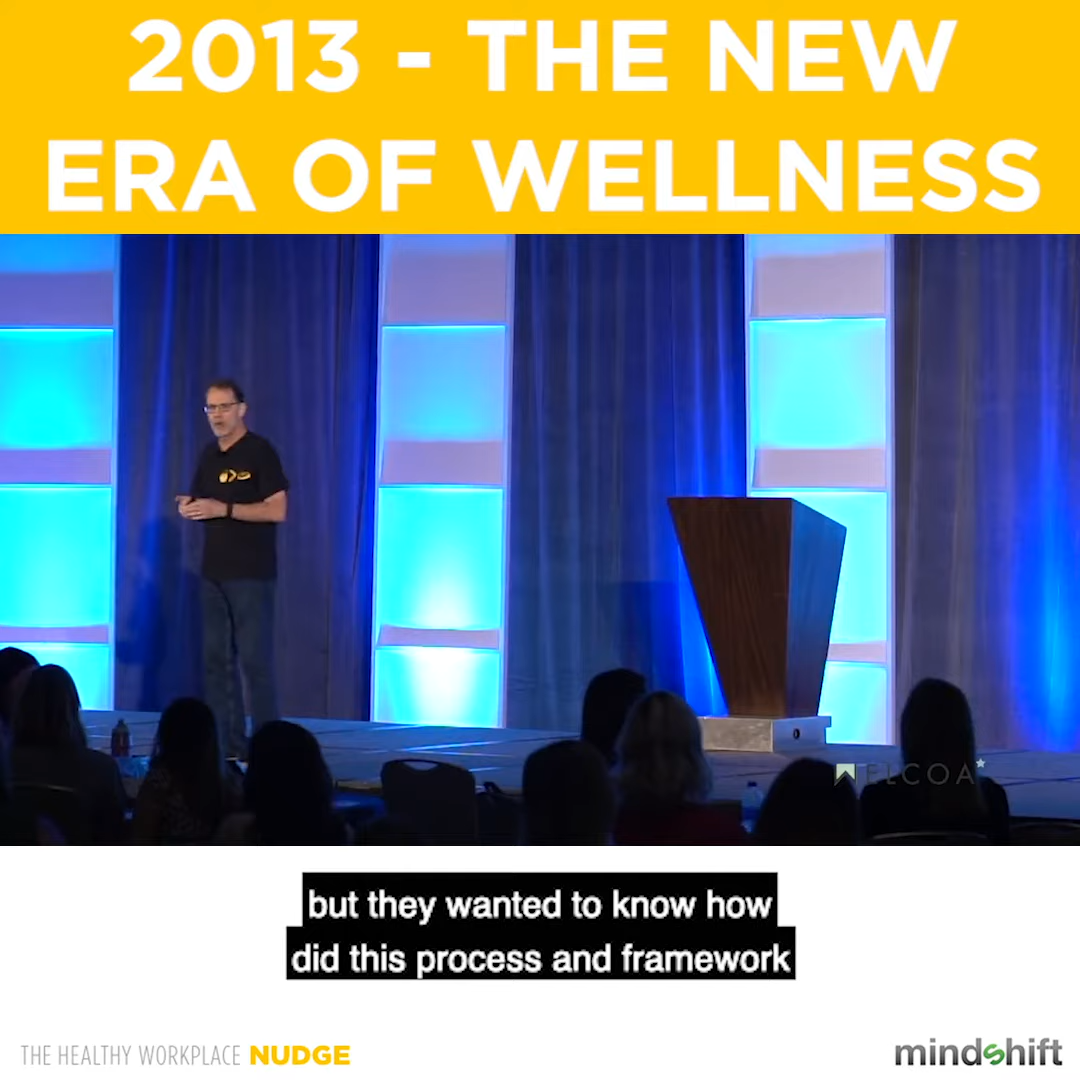 2013 - THE NEW
ERA OF WELLNESS
WELCOA
but they wanted to know how
did this process and framework
THE HEALTHY WORKPLACE NUDGE
mindshift